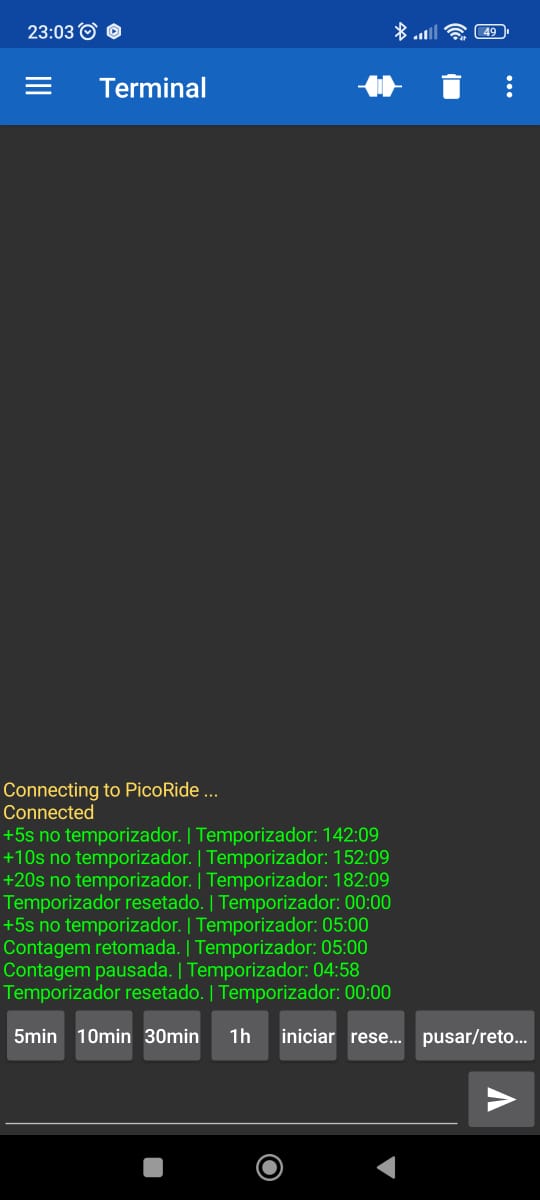 23:03
49
Terminal
Connecting to PicoRide ...
Connected
+5s no temporizador. | Temporizador: 142:09
+10s no temporizador. | Temporizador: 152:09
+20s no temporizador. | Temporizador: 182:09
Temporizador resetado. | Temporizador: 00:00
+5s no temporizador. | Temporizador: 05:00
Contagem retomada. | Temporizador: 05:00
Contagem pausada. | Temporizador: 04:58
Temporizador resetado. | Temporizador: 00:00
5min 10min 30min 1h iniciar rese... pusar/reto...